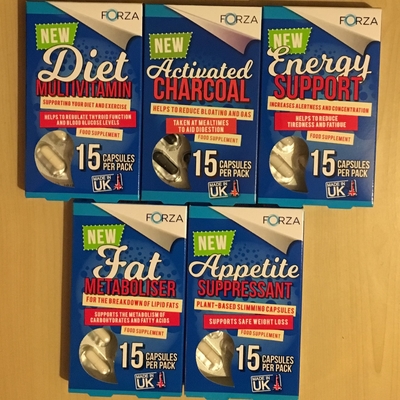 FORZA
NEW
Diet
MULTIVITAMIN
SUPPORTING YOUR DIET AND EXERCISE
HELPS TO REGULATE THYROID FUNCTION
AND BLOOD GLUCOSE LEVELS
FOOD SUPPLEMENT
15 CAPSULES
PER PACK
MADE IN
UK
FORZA
NEW
Activated
CHARCOAL
HELPS TO REDUCE BLOATING AND GAS
TAKEN AT MEALTIMES
TO AID DIGESTION
FOOD SUPPLEMENT
15 CAPSULES
PER PACK
MADE IN
UK
FORZA
NEW
Energy
SUPPORT
INCREASES ALERTNESS AND CONCENTRATION
HELPS TO REDUCE
TIREDNESS AND FATIGUE
FOOD SUPPLEMENT
15 CAPSULES
PER PACK
MADE IN
UK
FORZA
NEW
Fat
METABOLISER
FOR THE BREAKDOWN OF LIPID FATS
SUPPORTS THE METABOLISM OF
CARBOHYDRATES AND FATTY ACIDS
FOOD SUPPLEMENT
15 CAPSULES
PER PACK
MADE IN
UK
FORZA
NEW
Appetite
SUPPRESSANT
PLANT-BASED SLIMMING CAPSULES
SUPPORTS SAFE WEIGHT LOSS
FOOD SUPPLEMENT
15 CAPSULES
PER PACK
MADE IN
UK